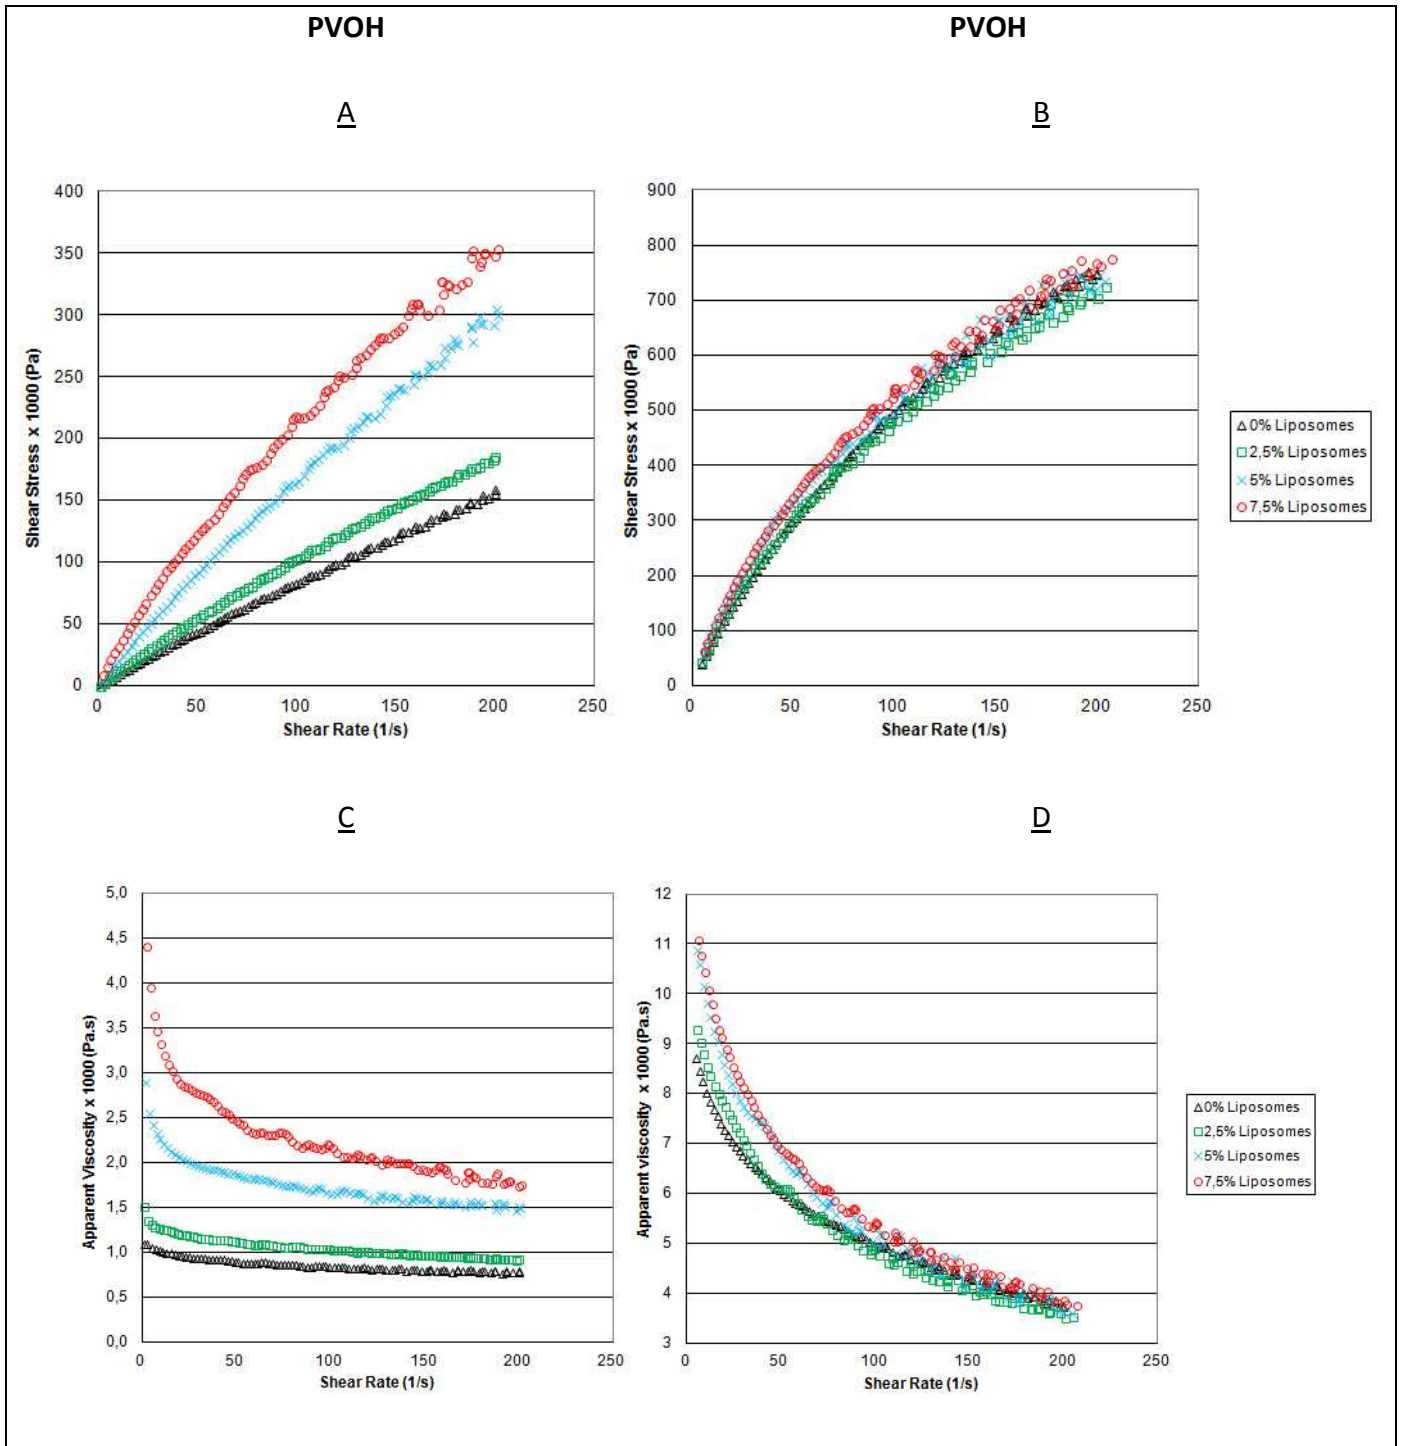 PVOH
PVOH
A
B
400
350
300
250
200
150
100
50
0
Shear Stress x 1000 (Pa)
0 50 100 150 200 250
Shear Rate (1/s)
900
800
700
600
500
400
300
200
100
0
Shear Stress x 1000 (Pa)
0 50 100 150 200 250
Shear Rate (1/s)
0% Liposomes
2,5% Liposomes
5% Liposomes
7,5% Liposomes
C
D
5,0
4,5
4,0
3,5
3,0
2,5
2,0
1,5
1,0
0,5
0,0
Apparent Viscosity x 1000 (Pa.s)
0 50 100 150 200 250
Shear Rate (1/s)
12
11
10
9
8
7
6
5
4
3
Apparent viscosity x 1000 (Pa.s)
0 50 100 150 200 250
Shear Rate (1/s)
0% Liposomes
2,5% Liposomes
5% Liposomes
7,5% Liposomes